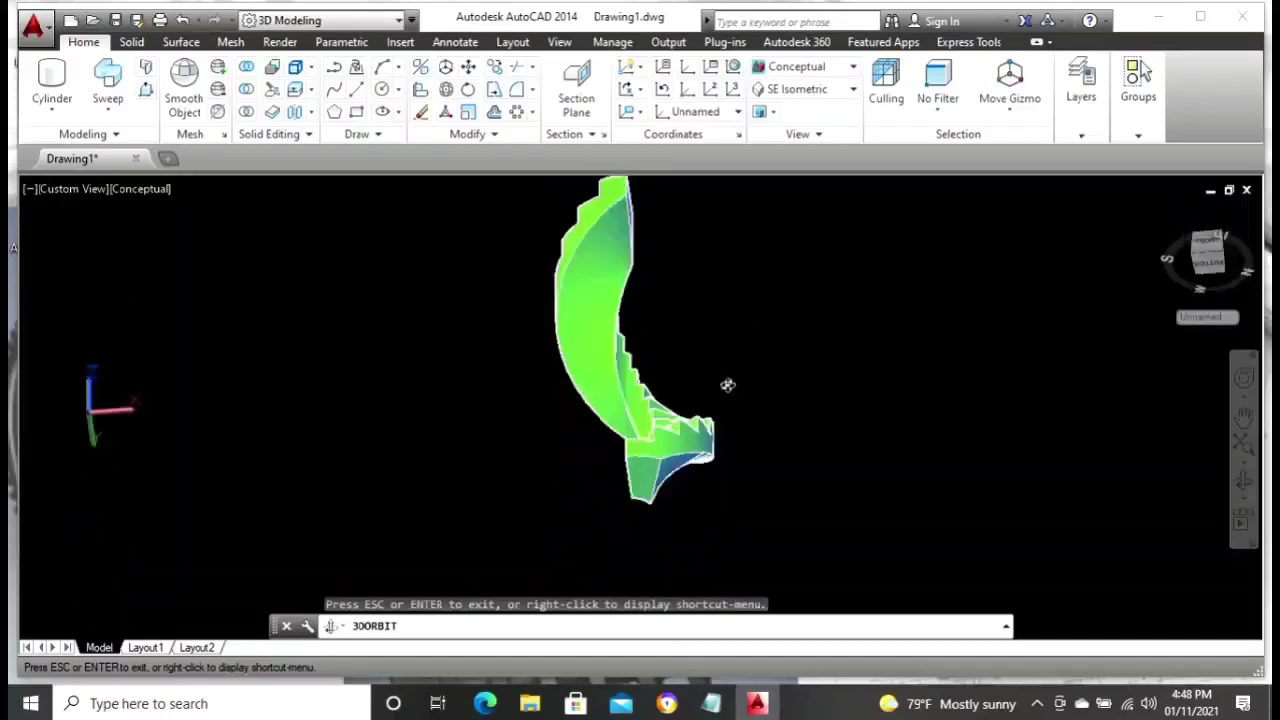 3D Modeling
Autodesk AutoCAD 2014 Drawing1.dwg
Type a keyword or phrase
Sign In
Home Solid Surface Mesh Render Parametric Insert Annotate Layout View Manage Output Plug-ins Autodesk 360 Featured Apps Express Tools
Cylinder
Sweep
Smooth
Object
Section
Plane
Unnamed
Conceptual
SE Isometric
Culling
No Filter
Move Gizmo
Layers
Groups
Modeling Mesh Solid Editing Draw Modify Section Coordinates View Selection
Drawing1*
[−][Custom View][Conceptual]
S
N
W
BOTTOM
Unnamed
X
Press ESC or ENTER to exit, or right-click to display shortcut-menu.
3DORBIT
Model Layout1 Layout2
Press ESC or ENTER to exit, or right-click to display shortcut-menu.
Type here to search
79°F Mostly sunny
4:48 PM
01/11/2021